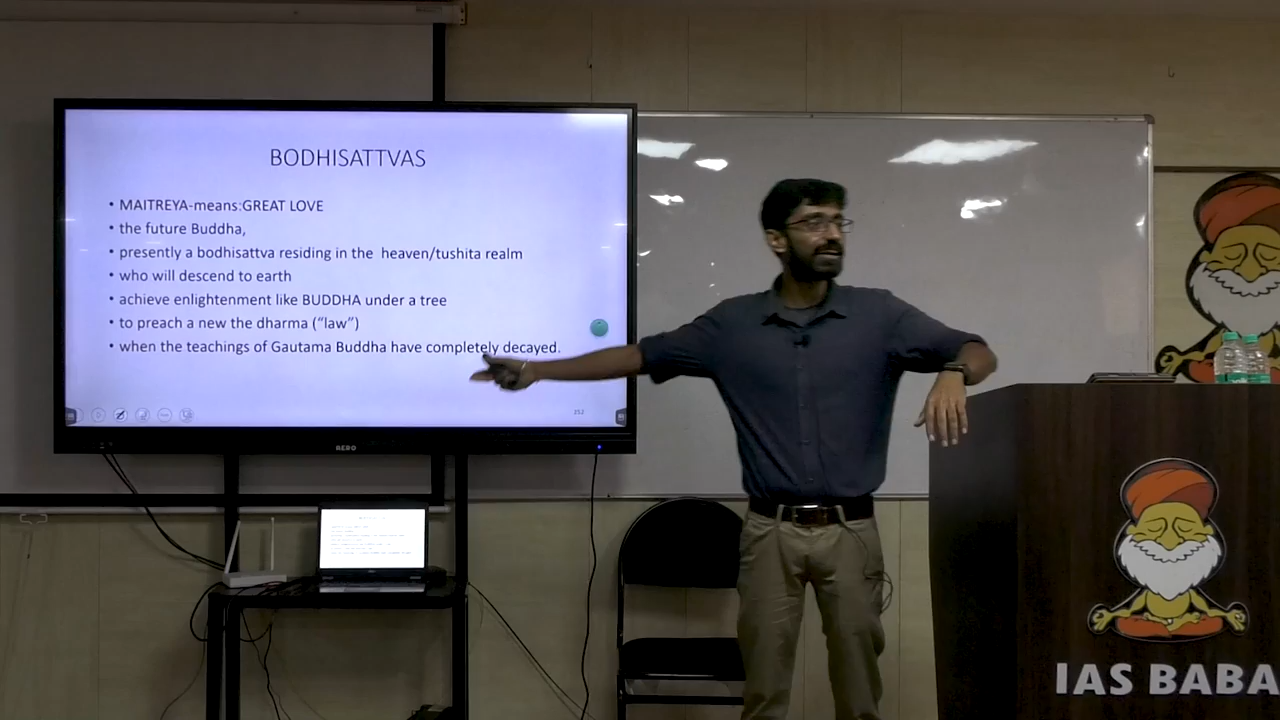 BODHISATTVAS
• MAITREYA-means:GREAT LOVE
• the future Buddha,
• presently a bodhisattva residing in the heaven/tushita realm
• who will descend to earth
• achieve enlightenment like BUDDHA under a tree
• to preach a new the dharma (“law”)
• when the teachings of Gautama Buddha have completely decayed.
252
AERO
IAS BABA